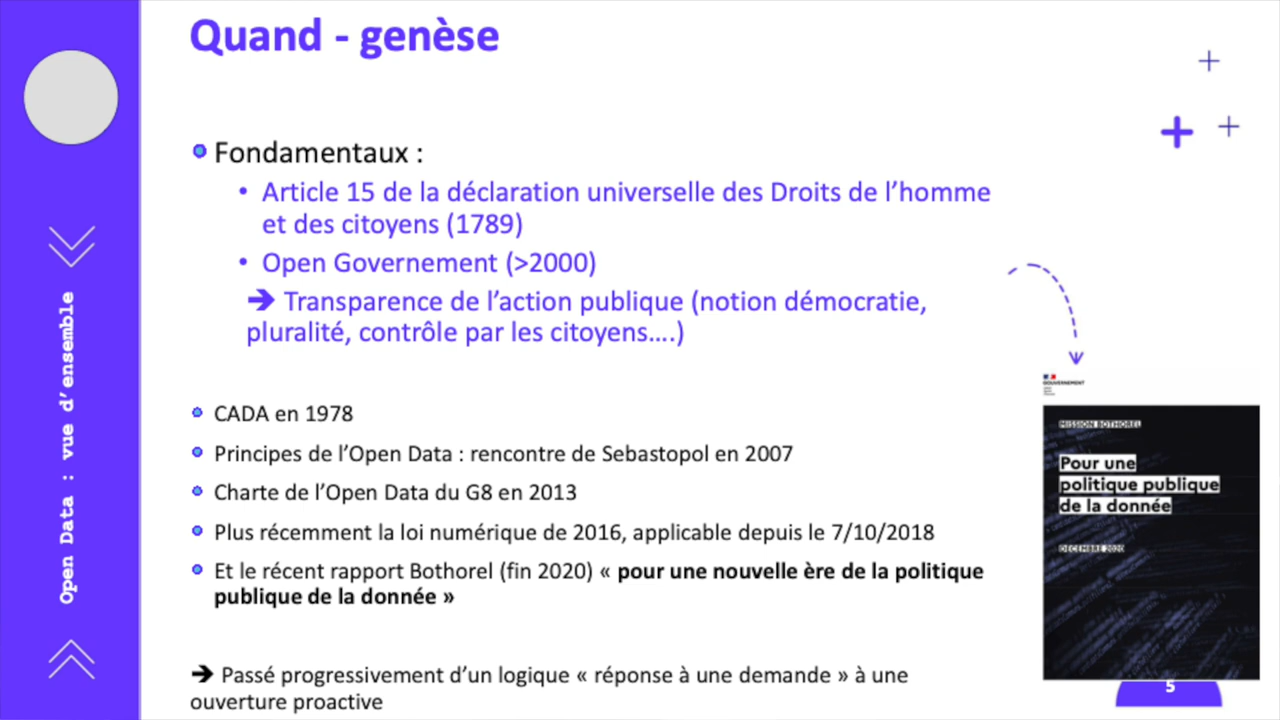 Quand - genèse
Fondamentaux :
• Article 15 de la déclaration universelle des Droits de l’homme
et des citoyens (1789)
• Open Governement (>2000)
➔ Transparence de l’action publique (notion démocratie,
pluralité, contrôle par les citoyens….)
CADA en 1978
Principes de l’Open Data : rencontre de Sebastopol en 2007
Charte de l’Open Data du G8 en 2013
Plus récemment la loi numérique de 2016, applicable depuis le 7/10/2018
Et le récent rapport Bothorel (fin 2020) « pour une nouvelle ère de la politique
publique de la donnée »
➔ Passé progressivement d’un logique « réponse à une demande » à une
ouverture proactive
Open Data : vue d’ensemble
GOUVERNEMENT
MISSION BOTHOREL
Pour une
politique publique
de la donnée
DÉCEMBRE 2020
5